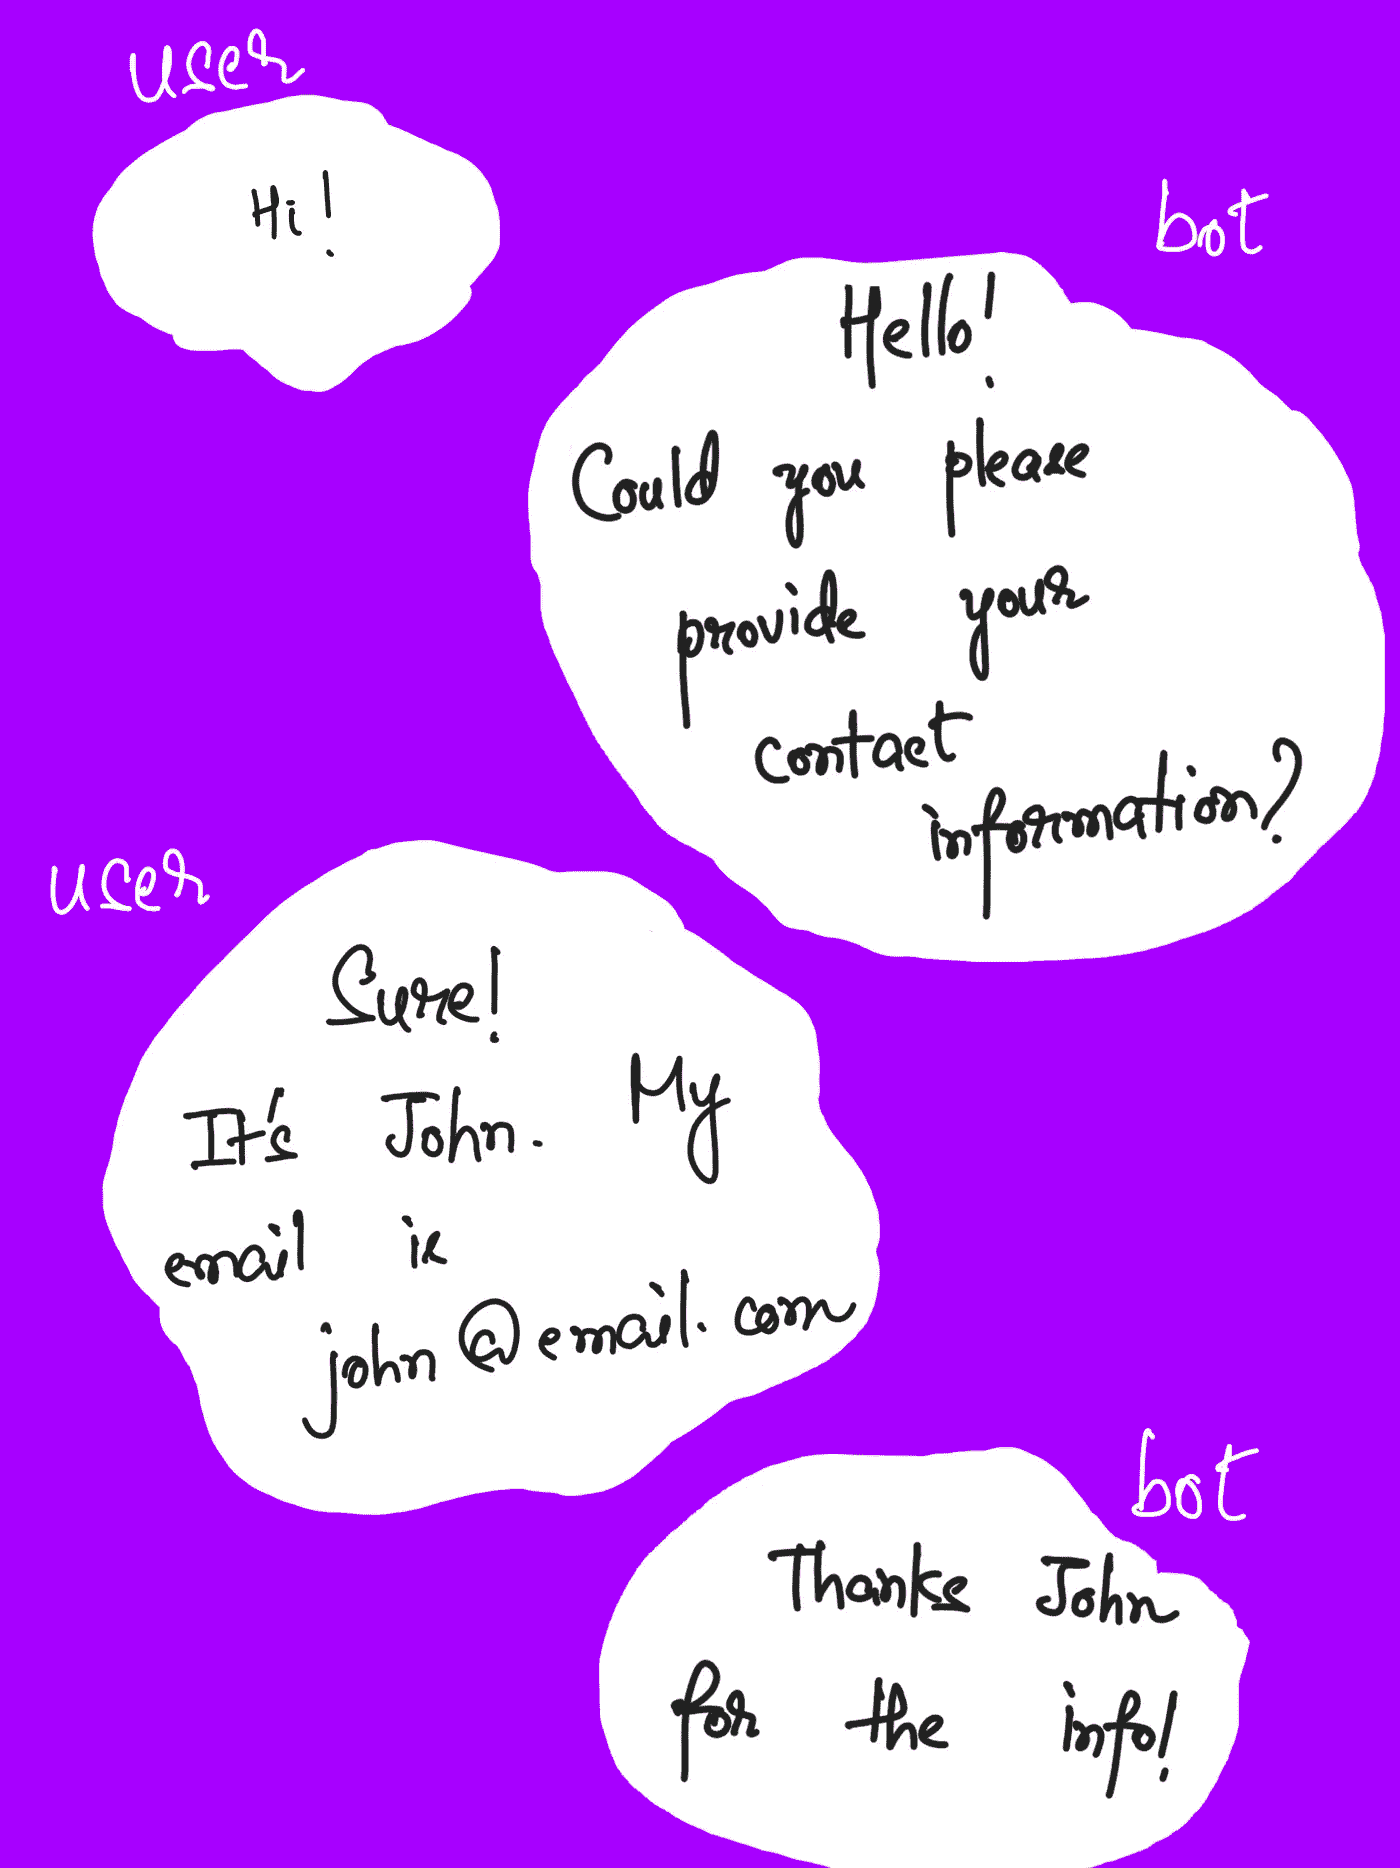 user
Hi!
bot
Hello!
Could you please
provide your
contact
information?
user
Sure!
It's John. My
email is
john@email.com
bot
Thanks John
for the info!